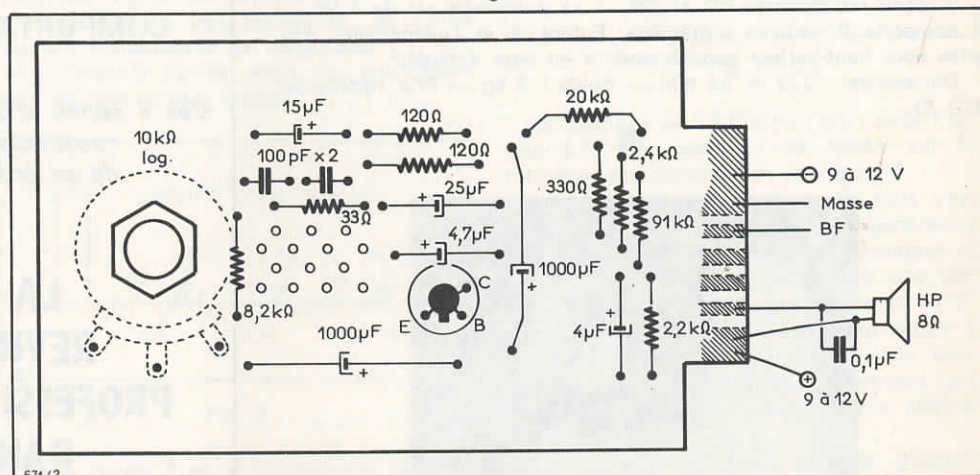 15µF
120Ω
20kΩ
10kΩ
log.
100pF x 2
120Ω
2,4kΩ
330Ω
25µF
33Ω
91kΩ
4,7µF
1000µF
8,2kΩ
C
E
B
1000µF
4µF
2,2kΩ
⊖ 9 à 12 V
Masse
BF
HP
8Ω
0,1µF
⊕
9 à 12V